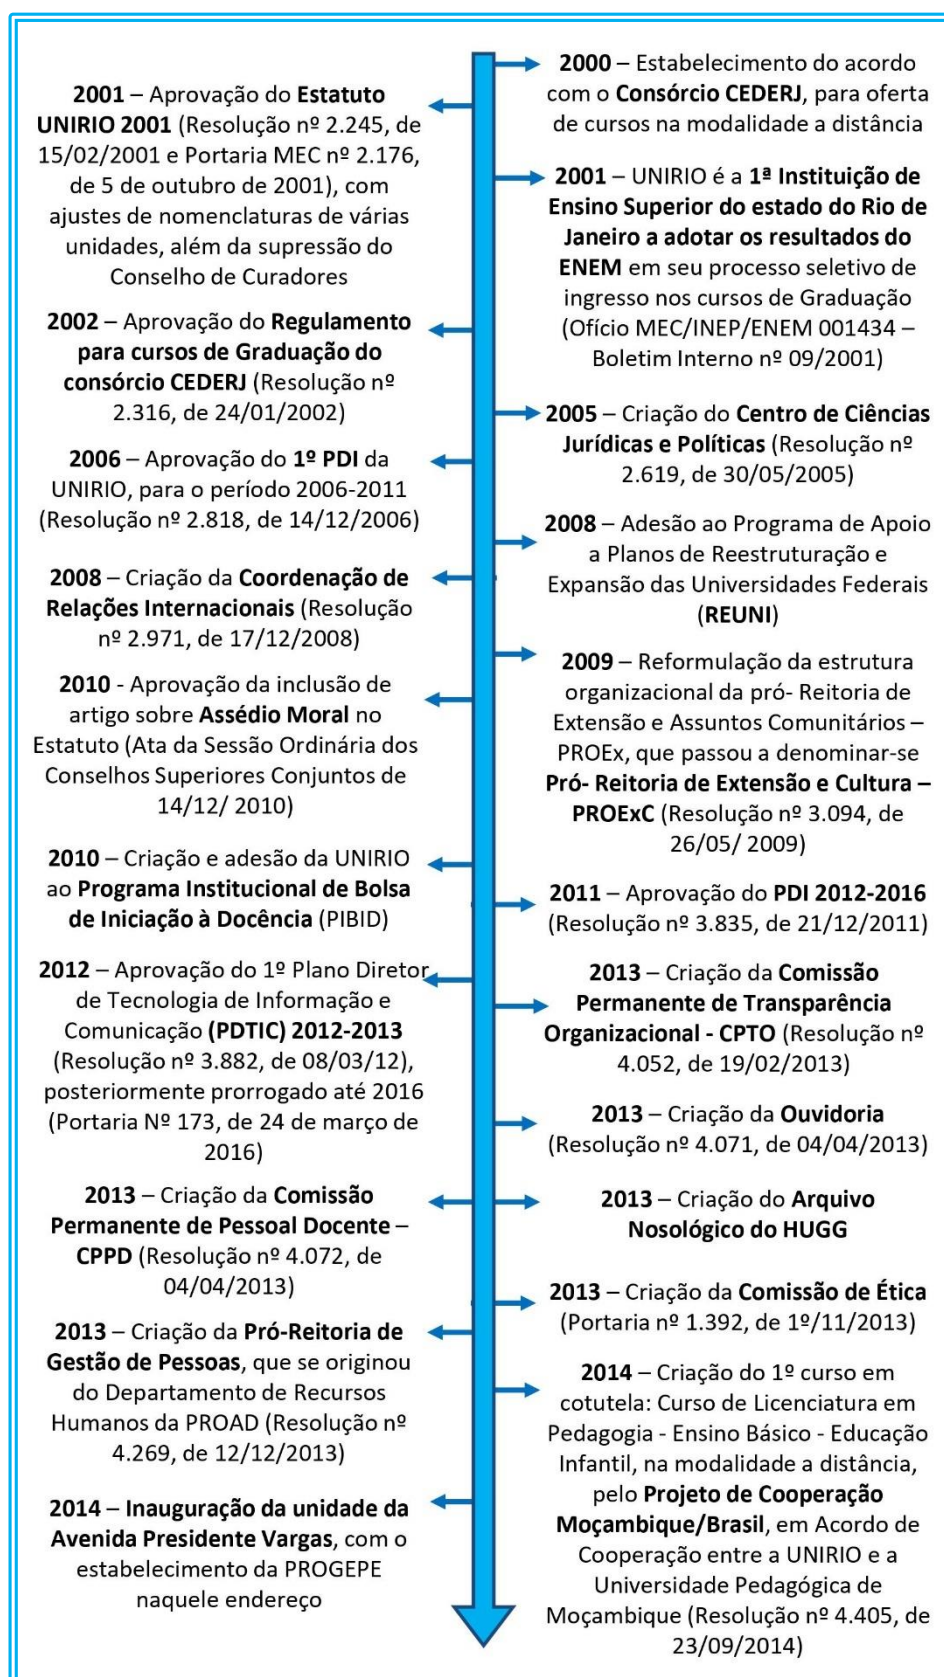 2000 – Estabelecimento do acordo
com o Consórcio CEDERJ, para oferta
de cursos na modalidade a distância
2001 – Aprovação do Estatuto
UNIRIO 2001 (Resolução nº 2.245, de
15/02/2001 e Portaria MEC nº 2.176,
de 5 de outubro de 2001), com
ajustes de nomenclaturas de várias
unidades, além da supressão do
Conselho de Curadores
2001 – UNIRIO é a 1ª Instituição de
Ensino Superior do estado do Rio de
Janeiro a adotar os resultados do
ENEM em seu processo seletivo de
ingresso nos cursos de Graduação
(Ofício MEC/INEP/ENEM 001434 –
Boletim Interno nº 09/2001)
2002 – Aprovação do Regulamento
para cursos de Graduação do
consórcio CEDERJ (Resolução nº
2.316, de 24/01/2002)
2005 – Criação do Centro de Ciências
Jurídicas e Políticas (Resolução nº
2.619, de 30/05/2005)
2006 – Aprovação do 1º PDI da
UNIRIO, para o período 2006-2011
(Resolução nº 2.818, de 14/12/2006)
2008 – Adesão ao Programa de Apoio
a Planos de Reestruturação e
Expansão das Universidades Federais
(REUNI)
2008 – Criação da Coordenação de
Relações Internacionais (Resolução
nº 2.971, de 17/12/2008)
2009 – Reformulação da estrutura
organizacional da pró- Reitoria de
Extensão e Assuntos Comunitários –
PROEx, que passou a denominar-se
Pró- Reitoria de Extensão e Cultura –
PROExC (Resolução nº 3.094, de
26/05/ 2009)
2010 - Aprovação da inclusão de
artigo sobre Assédio Moral no
Estatuto (Ata da Sessão Ordinária dos
Conselhos Superiores Conjuntos de
14/12/ 2010)
2010 – Criação e adesão da UNIRIO
ao Programa Institucional de Bolsa
de Iniciação à Docência (PIBID)
2011 – Aprovação do PDI 2012-2016
(Resolução nº 3.835, de 21/12/2011)
2012 – Aprovação do 1º Plano Diretor
de Tecnologia de Informação e
Comunicação (PDTIC) 2012-2013
(Resolução nº 3.882, de 08/03/12),
posteriormente prorrogado até 2016
(Portaria Nº 173, de 24 de março de
2016)
2013 – Criação da Comissão
Permanente de Transparência
Organizacional - CPTO (Resolução nº
4.052, de 19/02/2013)
2013 – Criação da Ouvidoria
(Resolução nº 4.071, de 04/04/2013)
2013 – Criação da Comissão
Permanente de Pessoal Docente –
CPPD (Resolução nº 4.072, de
04/04/2013)
2013 – Criação do Arquivo
Nosológico do HUGG
2013 – Criação da Comissão de Ética
(Portaria nº 1.392, de 1º/11/2013)
2013 – Criação da Pró-Reitoria de
Gestão de Pessoas, que se originou
do Departamento de Recursos
Humanos da PROAD (Resolução nº
4.269, de 12/12/2013)
2014 – Criação do 1º curso em
cotutela: Curso de Licenciatura em
Pedagogia - Ensino Básico - Educação
Infantil, na modalidade a distância,
pelo Projeto de Cooperação
Moçambique/Brasil, em Acordo de
Cooperação entre a UNIRIO e a
Universidade Pedagógica de
Moçambique (Resolução nº 4.405, de
23/09/2014)
2014 – Inauguração da unidade da
Avenida Presidente Vargas, com o
estabelecimento da PROGEPE
naquele endereço